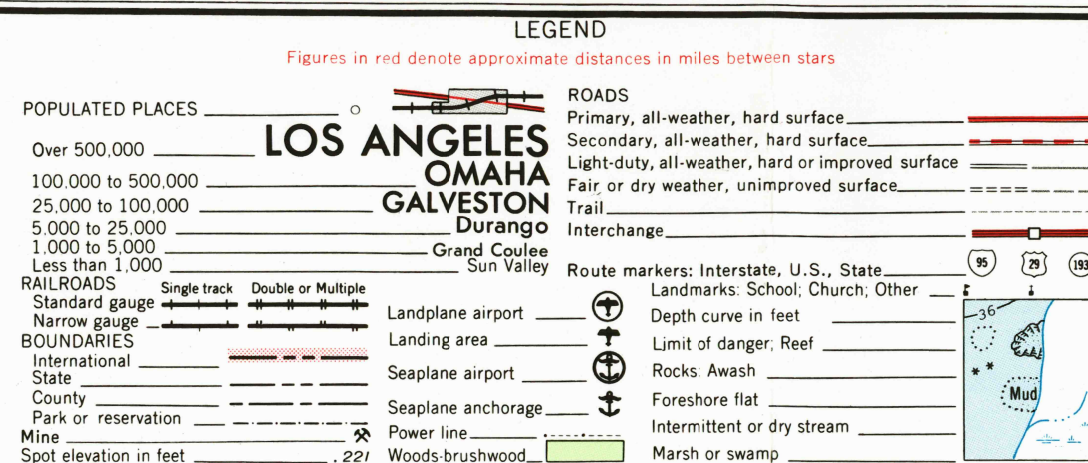 LEGEND
Figures in red denote approximate distances in miles between stars
POPULATED PLACES
Over 500,000 LOS ANGELES
100.000 to 500,000 OMAHA
25,000 to 100,000 GALVESTON
5.000 to 25,000 Durango
1,000 to 5,000 Grand Coulee
Less than 1,000 Sun Valley
RAILROADS Single track Double or Multiple
Standard gauge
Narrow gauge
BOUNDARIES
International
State
County
Park or reservation
Mine
Spot elevation in feet . 221
Landplane airport
Landing area
Seaplane airport
Seaplane anchorage
Power line
Woods-brushwood
ROADS
Primary, all-weather, hard surface
Secondary, all-weather, hard surface
Light-duty, all-weather, hard or improved surface
Fair or dry weather, unimproved surface
Trail
Interchange
Route markers: Interstate, U.S., State 95 29 193
Landmarks: School; Church; Other
Depth curve in feet 36
Limit of danger; Reef
Rocks: Awash
Foreshore flat Mud
Intermittent or dry stream
Marsh or swamp